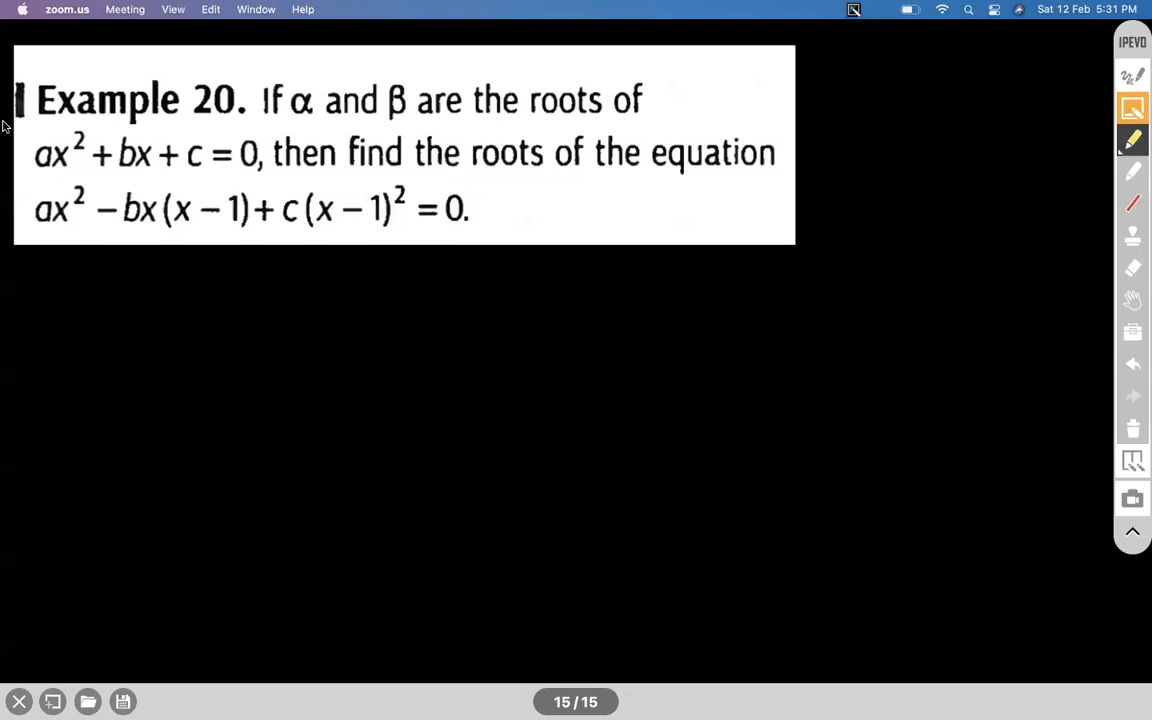 zoom.us Meeting View Edit Window Help Sat 12 Feb 5:31 PM
IPEVO
Example 20. If α and β are the roots of
ax² + bx + c = 0, then find the roots of the equation
ax² − bx(x − 1) + c(x − 1)² = 0.
15/15